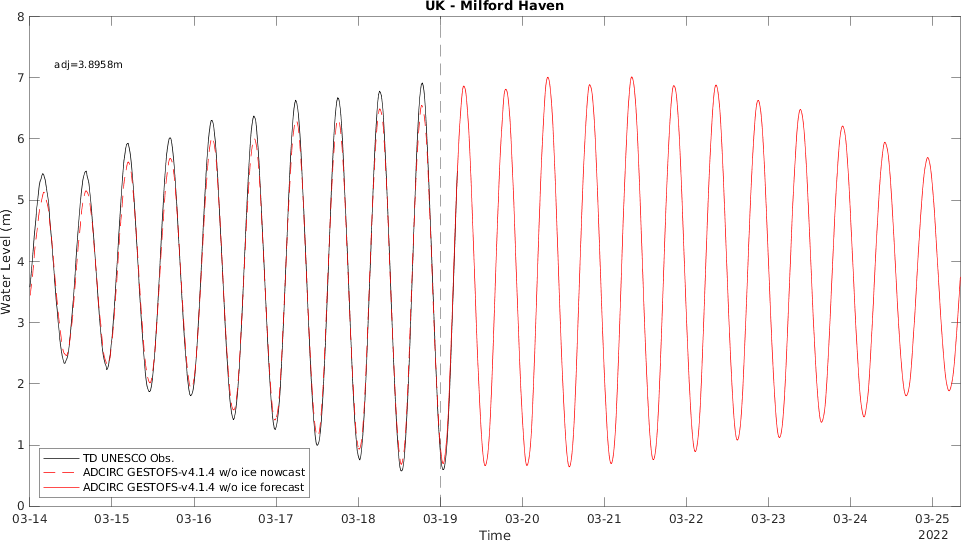 UK - Milford Haven
8
adj=3.8958m
7
6
5
4
3
2
1
0
Water Level (m)
TD UNESCO Obs.
ADCIRC GESTOFS-v4.1.4 w/o ice nowcast
ADCIRC GESTOFS-v4.1.4 w/o ice forecast
03-14 03-15 03-16 03-17 03-18 03-19 03-20 03-21 03-22 03-23 03-24 03-25
Time 2022